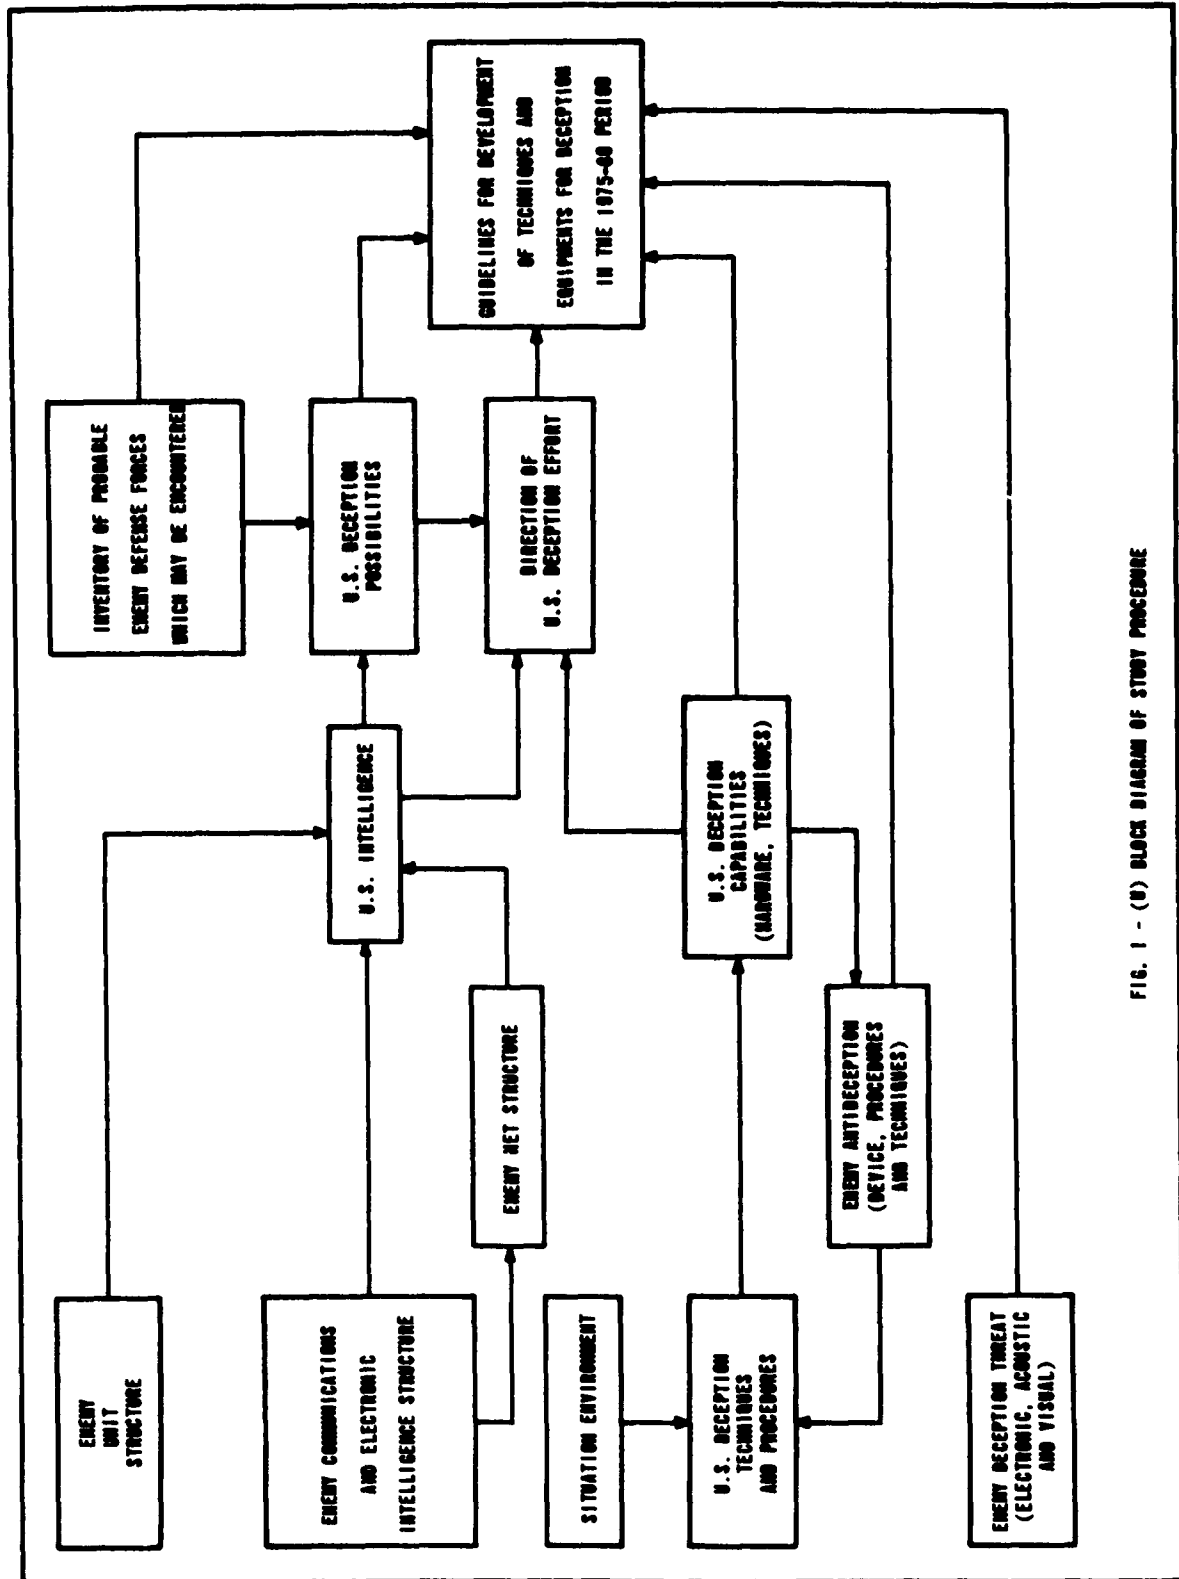 ENEMY
UNIT
STRUCTURE
ENEMY COMMUNICATIONS
AND ELECTRONIC
INTELLIGENCE STRUCTURE
SITUATION ENVIRONMENT
U.S. DECEPTION
TECHNIQUES
AND PROCEDURES
ENEMY DECEPTION THREAT
(ELECTRONIC, ACOUSTIC
AND VISUAL)
ENEMY NET STRUCTURE
ENEMY ANTIDECEPTION
(DEVICE, PROCEDURES
AND TECHNIQUES)
U.S. INTELLIGENCE
U.S. DECEPTION
CAPABILITIES
(HARDWARE, TECHNIQUES)
INVENTORY OF PROBABLE
ENEMY DEFENSE FORCES
WHICH MAY BE ENCOUNTERED
U.S. DECEPTION
POSSIBILITIES
DIRECTION OF
U.S. DECEPTION EFFORT
GUIDELINES FOR DEVELOPMENT
OF TECHNIQUES AND
EQUIPMENTS FOR DECEPTION
IN THE 1975-80 PERIOD
FIG. 1 - (U) BLOCK DIAGRAM OF STUDY PROCEDURE